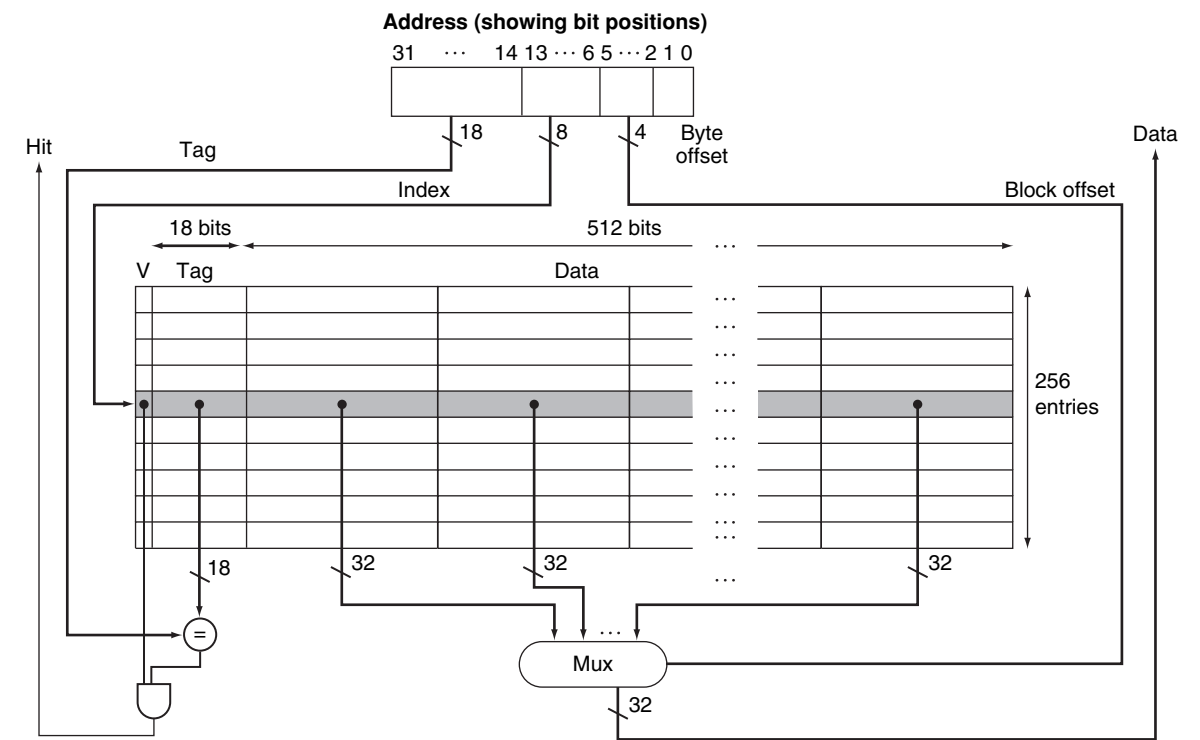 Address (showing bit positions)
31 ··· 14 13 ··· 6 5 ··· 2 1 0
18
8
4
Byte
offset
Hit
Tag
Data
Index
Block offset
18 bits
512 bits
···
V
Tag
Data
···
···
···
···
···
···
···
···
···
···
256
entries
18
32
32
···
32
=
···
Mux
32